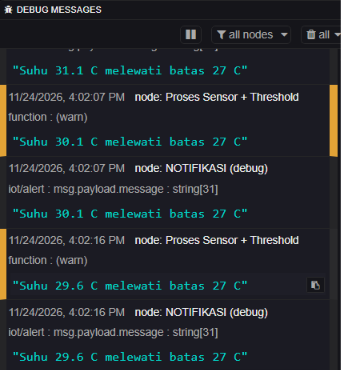 DEBUG MESSAGES
all nodes
all
"Suhu 31.1 C melewati batas 27 C"
11/24/2026, 4:02:07 PM node: Proses Sensor + Threshold
function : (warn)
"Suhu 30.1 C melewati batas 27 C"
11/24/2026, 4:02:07 PM node: NOTIFIKASI (debug)
iot/alert : msg.payload.message : string[31]
"Suhu 30.1 C melewati batas 27 C"
11/24/2026, 4:02:16 PM node: Proses Sensor + Threshold
function : (warn)
"Suhu 29.6 C melewati batas 27 C"
11/24/2026, 4:02:16 PM node: NOTIFIKASI (debug)
iot/alert : msg.payload.message : string[31]
"Suhu 29.6 C melewati batas 27 C"